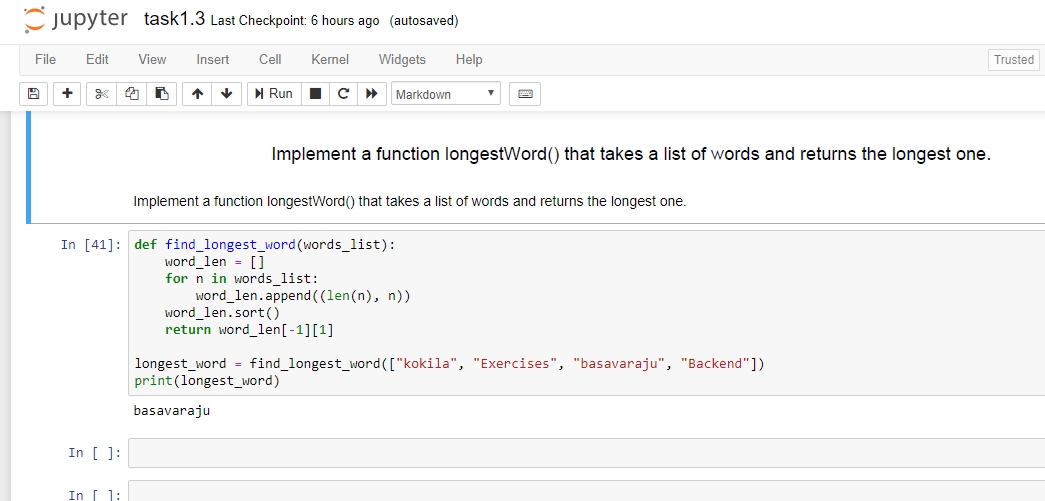 jupyter task1.3 Last Checkpoint: 6 hours ago (autosaved)
File Edit View Insert Cell Kernel Widgets Help Trusted
Run Markdown
Implement a function longestWord() that takes a list of words and returns the longest one.
Implement a function longestWord() that takes a list of words and returns the longest one.
In [41]: def find_longest_word(words_list):
    word_len = []
    for n in words_list:
        word_len.append((len(n), n))
    word_len.sort()
    return word_len[-1][1]
longest_word = find_longest_word(["kokila", "Exercises", "basavaraju", "Backend"])
print(longest_word)
basavaraju
In [ ]:
In [ ]: